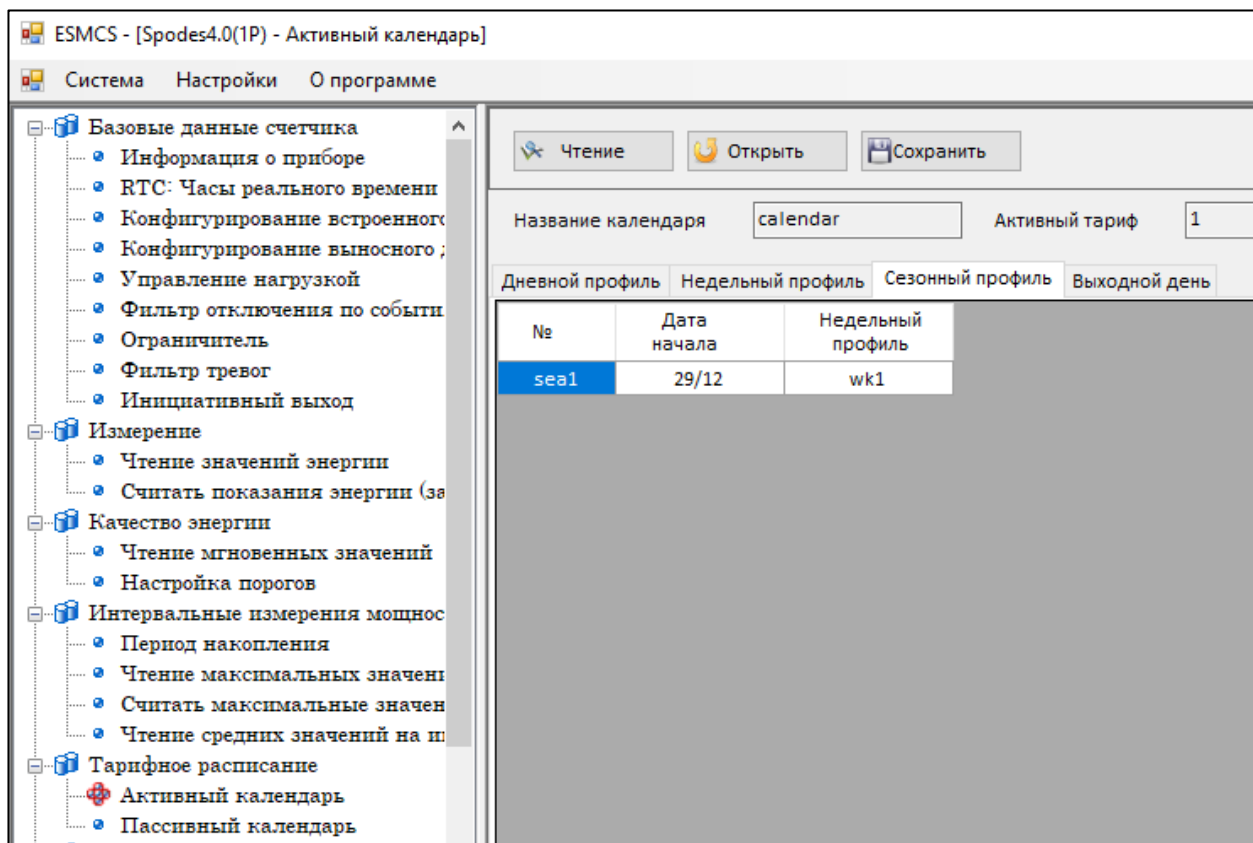 ESMCS - [Spodes4.0(1P) - Активный календарь]
Система Настройки О программе
Базовые данные счетчика
Информация о приборе
RTC: Часы реального времени
Конфигурирование встроенного
Конфигурирование выносного
Управление нагрузкой
Фильтр отключения по событи
Ограничитель
Фильтр тревог
Инициативный выход
Измерение
Чтение значений энергии
Считать показания энергии (за
Качество энергии
Чтение мгновенных значений
Настройка порогов
Интервальные измерения мощнос
Период накопления
Чтение максимальных значени
Считать максимальные значен
Чтение средних значений на
Тарифное расписание
Активный календарь
Пассивный календарь
Чтение Открыть Сохранить
Название календаря calendar Активный тариф 1
Дневной профиль Недельный профиль Сезонный профиль Выходной день
№ Дата начала Недельный профиль
sea1 29/12 wk1